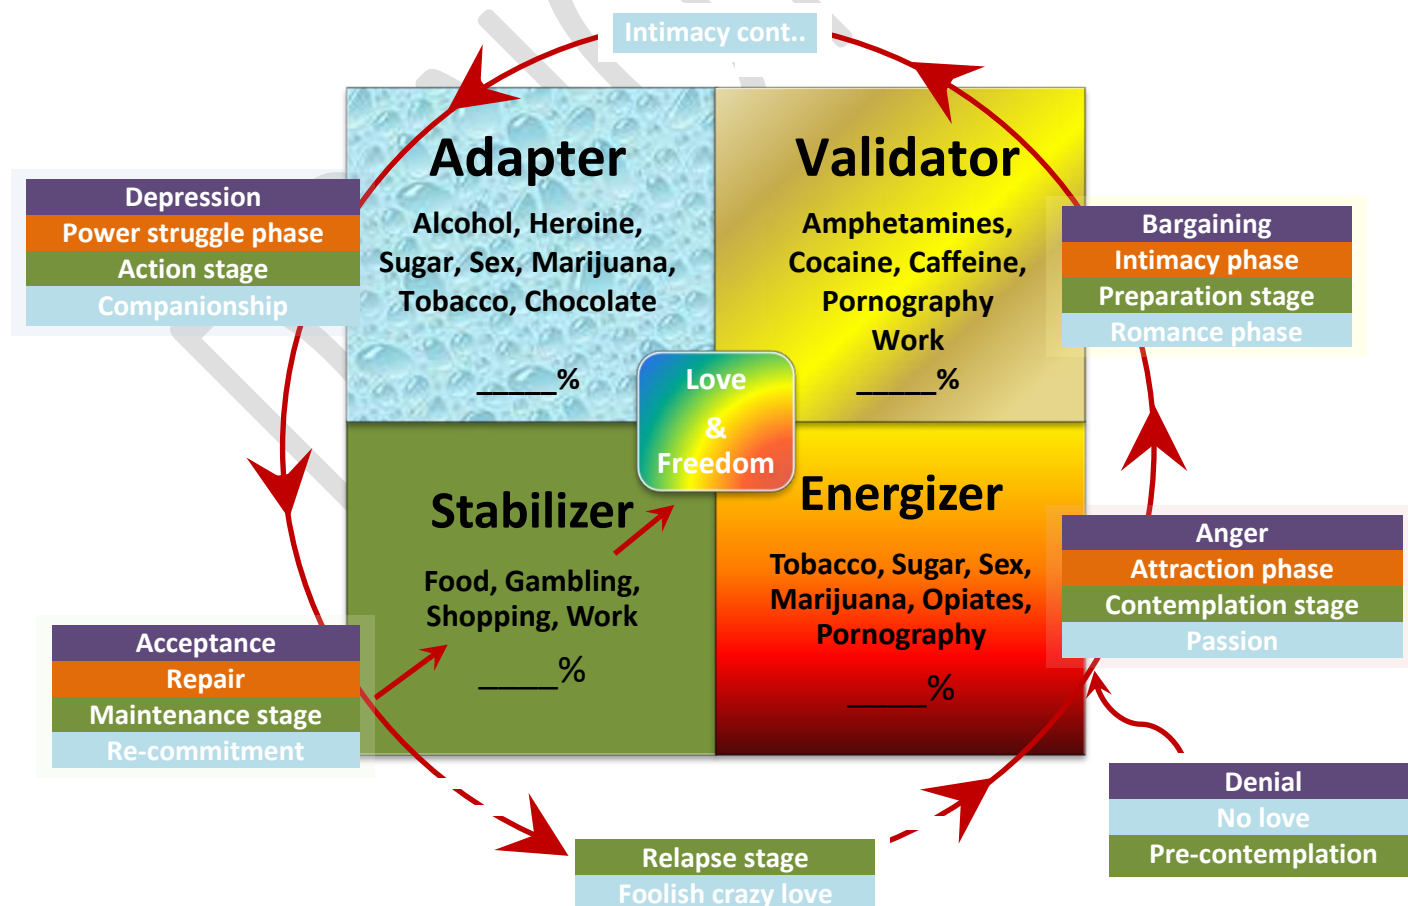 Intimacy cont..
Adapter
Alcohol, Heroine,
Sugar, Sex, Marijuana,
Tobacco, Chocolate
_____%
Validator
Amphetamines,
Cocaine, Caffeine,
Pornography
Work
_____%
Depression
Power struggle phase
Action stage
Companionship
Bargaining
Intimacy phase
Preparation stage
Romance phase
Love
&
Freedom
Stabilizer
Food, Gambling,
Shopping, Work
____%
Energizer
Tobacco, Sugar, Sex,
Marijuana, Opiates,
Pornography
_____%
Anger
Attraction phase
Contemplation stage
Passion
Acceptance
Repair
Maintenance stage
Re-commitment
Denial
No love
Pre-contemplation
Relapse stage
Foolish crazy love